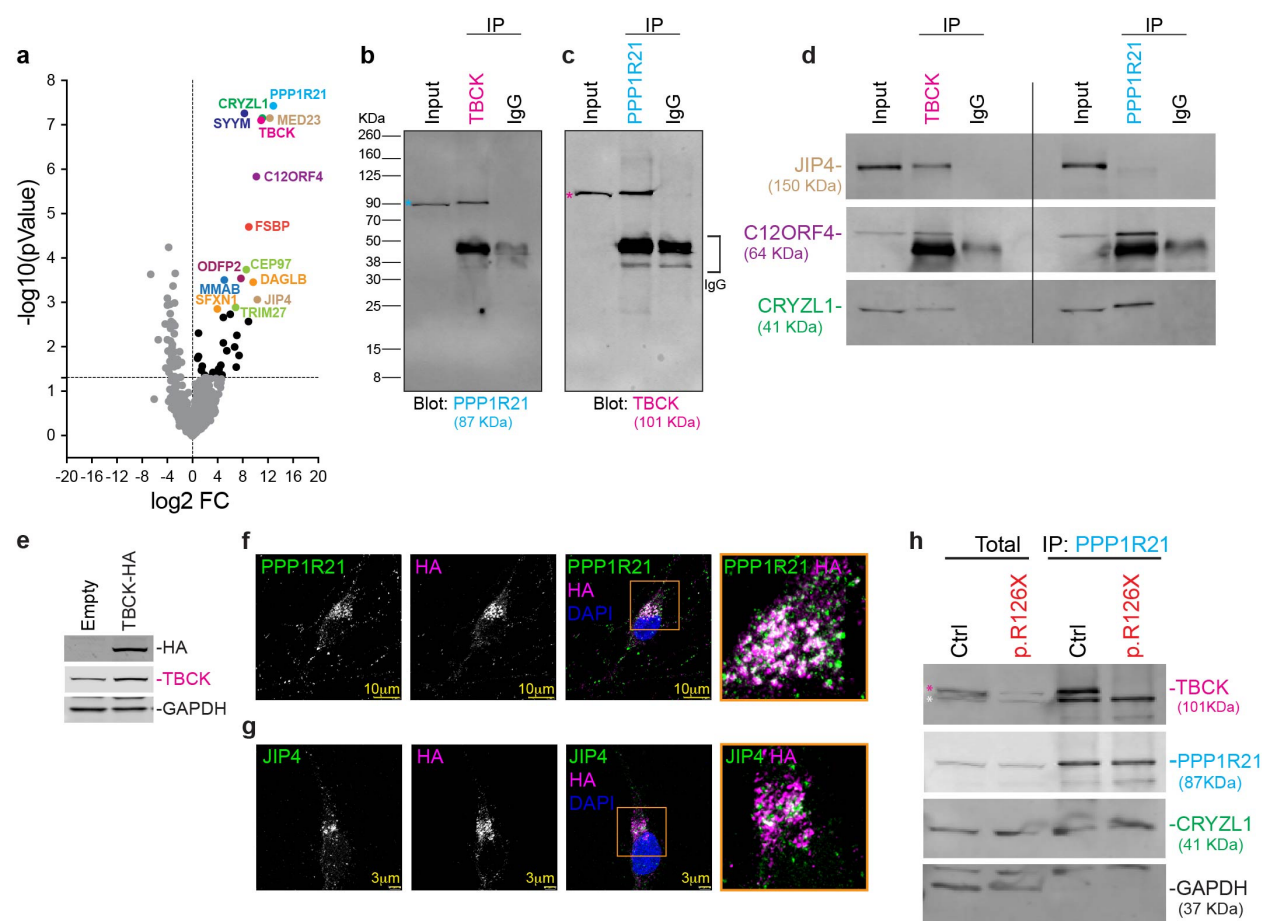 a
8
7
6
5
4
3
2
1
0
-log10(pValue)
-20 -16 -12 -8 -4 0 4 8 12 16 20
log2 FC
PPP1R21
CRYZL1
MED23
SYYM
TBCK
C12ORF4
FSBP
CEP97
ODFP2
DAGLB
MMAB
JIP4
SFXN1
TRIM27
b
IP
Input
TBCK
IgG
KDa
260
160
125
90
70
50
38
30
25
15
8
Blot: PPP1R21
(87 KDa)
c
IP
Input
PPP1R21
IgG
*
IgG
Blot: TBCK
(101 KDa)
d
IP
IP
Input
TBCK
IgG
Input
PPP1R21
IgG
JIP4-
(150 KDa)
C12ORF4-
(64 KDa)
CRYZL1-
(41 KDa)
e
Empty
TBCK-HA
-HA
-TBCK
-GAPDH
f
PPP1R21
10μm
HA
10μm
PPP1R21
HA
DAPI
10μm
PPP1R21 HA
g
JIP4
3μm
HA
3μm
JIP4
HA
DAPI
3μm
JIP4 HA
h
Total
IP: PPP1R21
Ctrl
p.R126X
Ctrl
p.R126X
*
*
-TBCK
(101KDa)
-PPP1R21
(87KDa)
-CRYZL1
(41 KDa)
-GAPDH
(37 KDa)